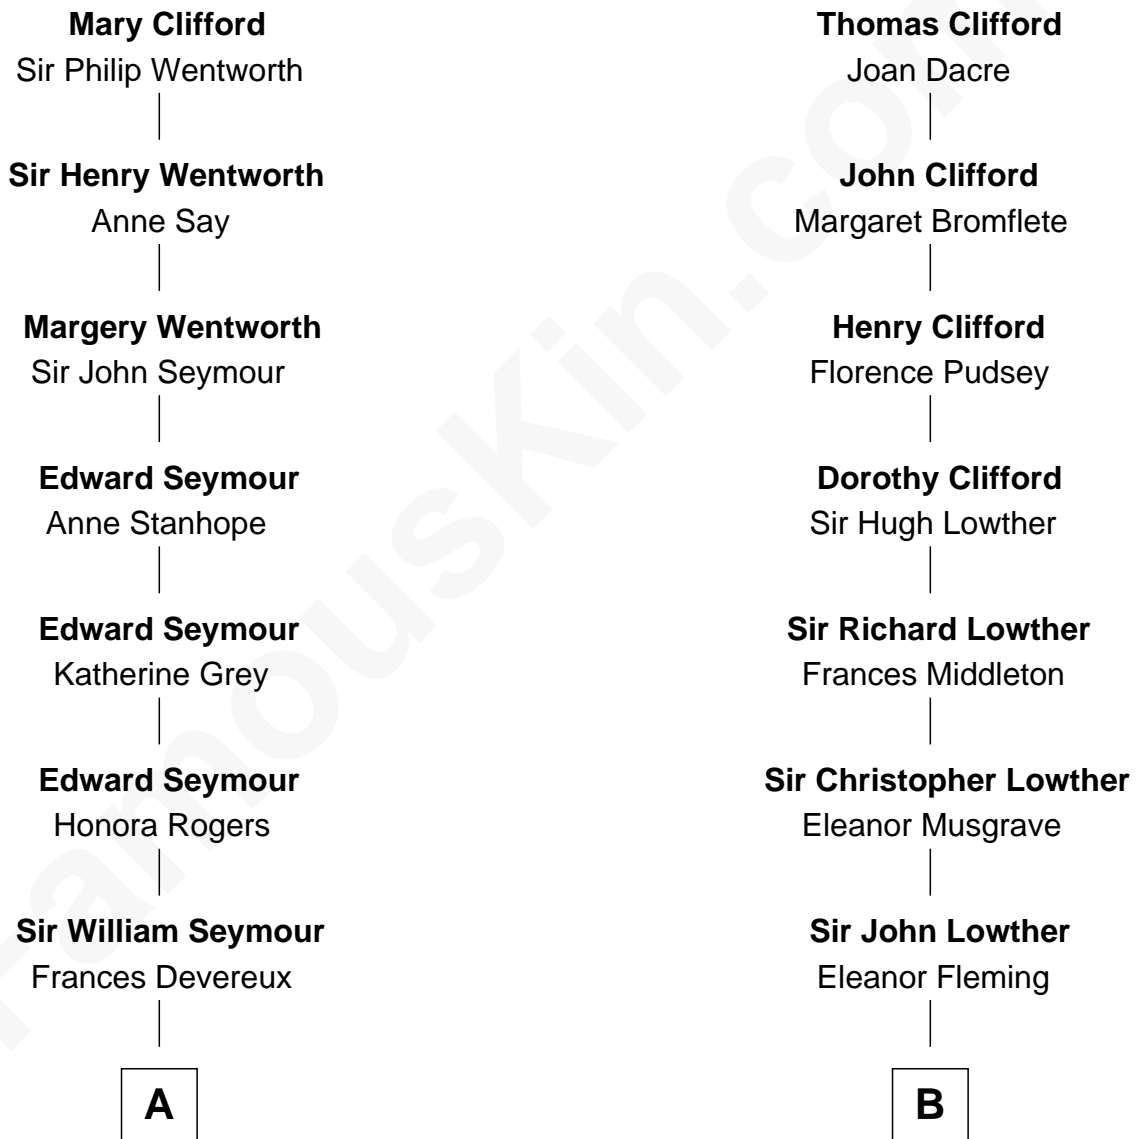 Mary Clifford
Sir Philip Wentworth
Sir Henry Wentworth
Anne Say
Margery Wentworth
Sir John Seymour
Edward Seymour
Anne Stanhope
Edward Seymour
Katherine Grey
Edward Seymour
Honora Rogers
Sir William Seymour
Frances Devereux
A
Thomas Clifford
Joan Dacre
John Clifford
Margaret Bromflete
Henry Clifford
Florence Pudsey
Dorothy Clifford
Sir Hugh Lowther
Sir Richard Lowther
Frances Middleton
Sir Christopher Lowther
Eleanor Musgrave
Sir John Lowther
Eleanor Fleming
B
FamousKin.com